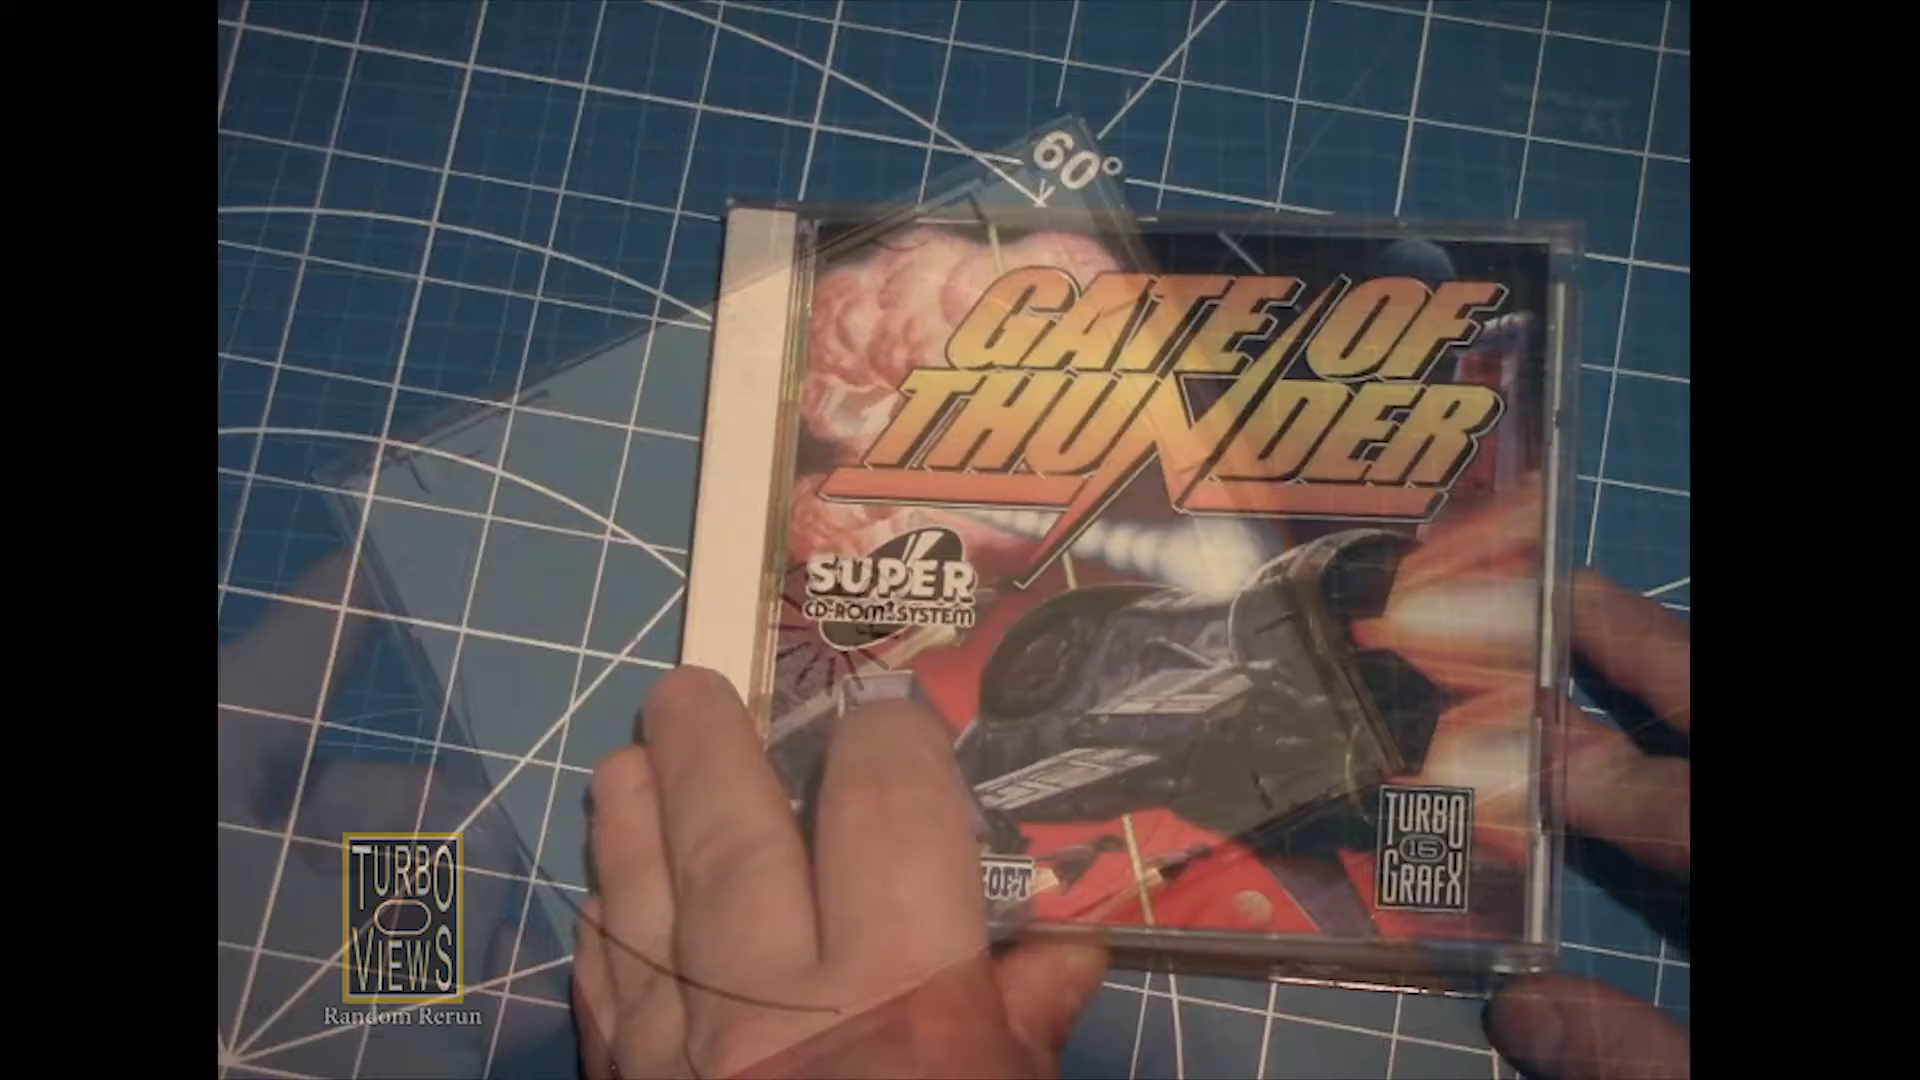 60°
GATE OF
THUNDER
SUPER
CD-ROM² SYSTEM
TURBO
16
GRAFX
TURBO
VIEWS
Random Rerun